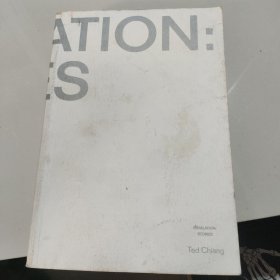 ATION:
ES
Ted Chiang